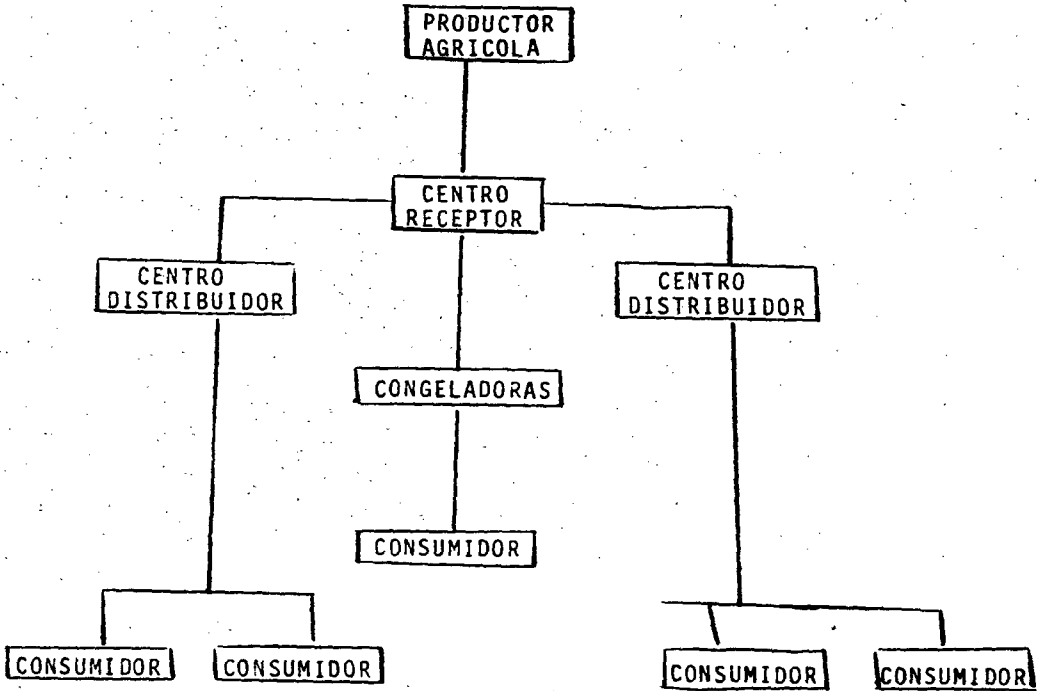 PRODUCTOR
AGRICOLA
CENTRO
RECEPTOR
CENTRO
DISTRIBUIDOR
CENTRO
DISTRIBUIDOR
CONGELADORAS
CONSUMIDOR
CONSUMIDOR
CONSUMIDOR
CONSUMIDOR
CONSUMIDOR